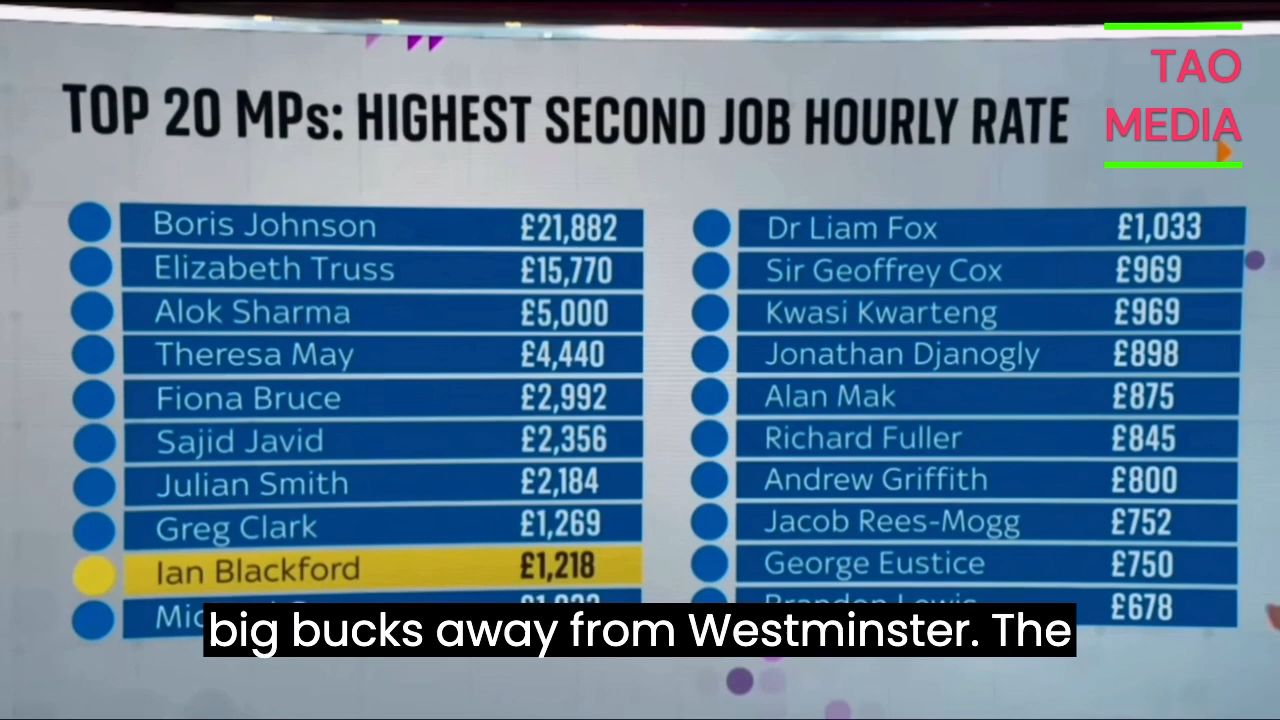 TAO
MEDIA
TOP 20 MPs: HIGHEST SECOND JOB HOURLY RATE
Boris Johnson £21,882
Elizabeth Truss £15,770
Alok Sharma £5,000
Theresa May £4,440
Fiona Bruce £2,992
Sajid Javid £2,356
Julian Smith £2,184
Greg Clark £1,269
Ian Blackford £1,218
Dr Liam Fox £1,033
Sir Geoffrey Cox £969
Kwasi Kwarteng £969
Jonathan Djanogly £898
Alan Mak £875
Richard Fuller £845
Andrew Griffith £800
Jacob Rees-Mogg £752
George Eustice £750
Brandon Lewis £678
big bucks away from Westminster. The